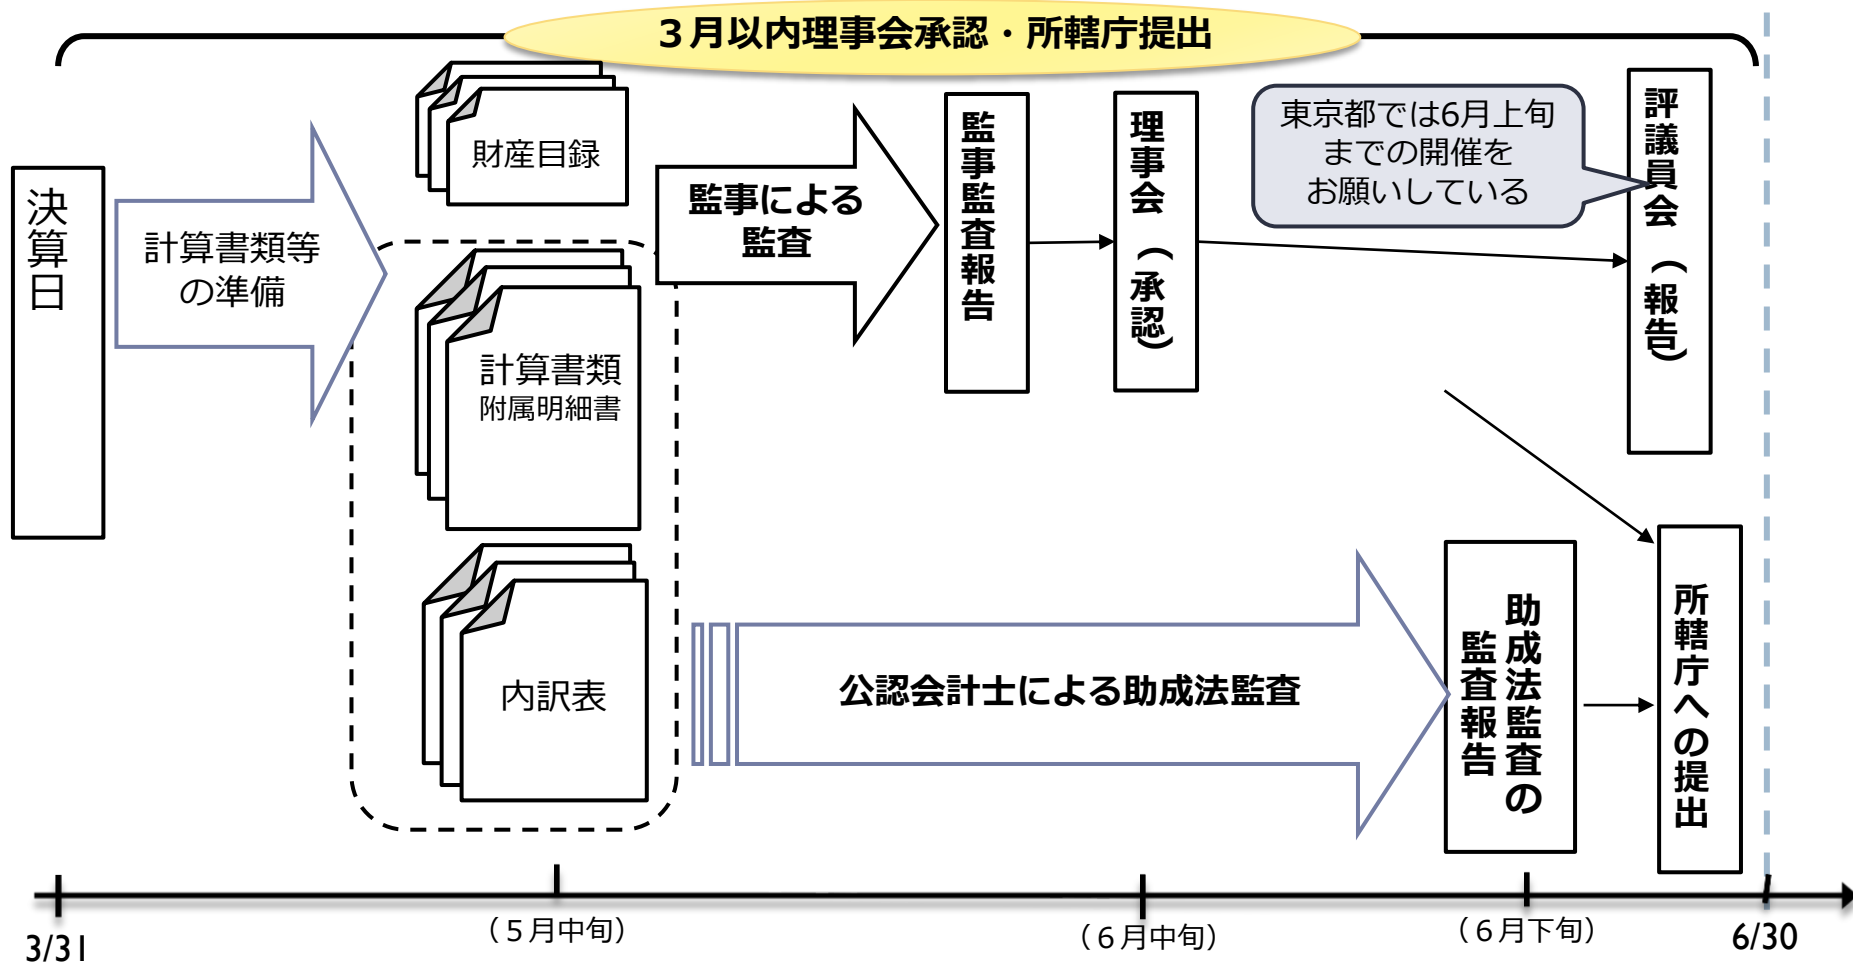 ３月以内理事会承認・所轄庁提出
決算日
計算書類等
の準備
財産目録
計算書類
附属明細書
内訳表
監事による
監査
監事監査報告
理事会（承認）
東京都では6月上旬
までの開催を
お願いしている
評議員会（報告）
公認会計士による助成法監査
助成法監査の
監査報告
所轄庁への提出
3/31
（５月中旬）
（６月中旬）
（６月下旬）
6/30